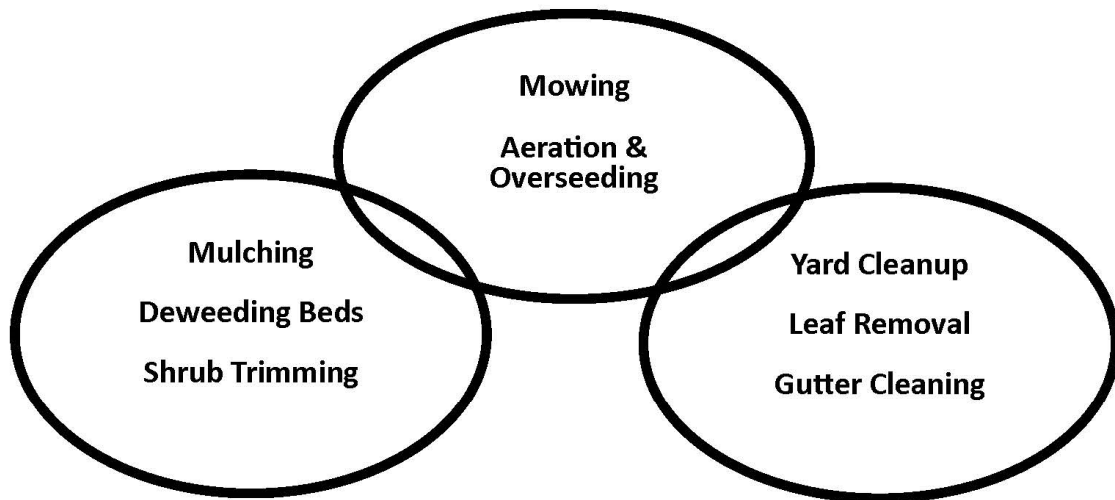 Mowing
Aeration &
Overseeding
Mulching
Deweeding Beds
Shrub Trimming
Yard Cleanup
Leaf Removal
Gutter Cleaning